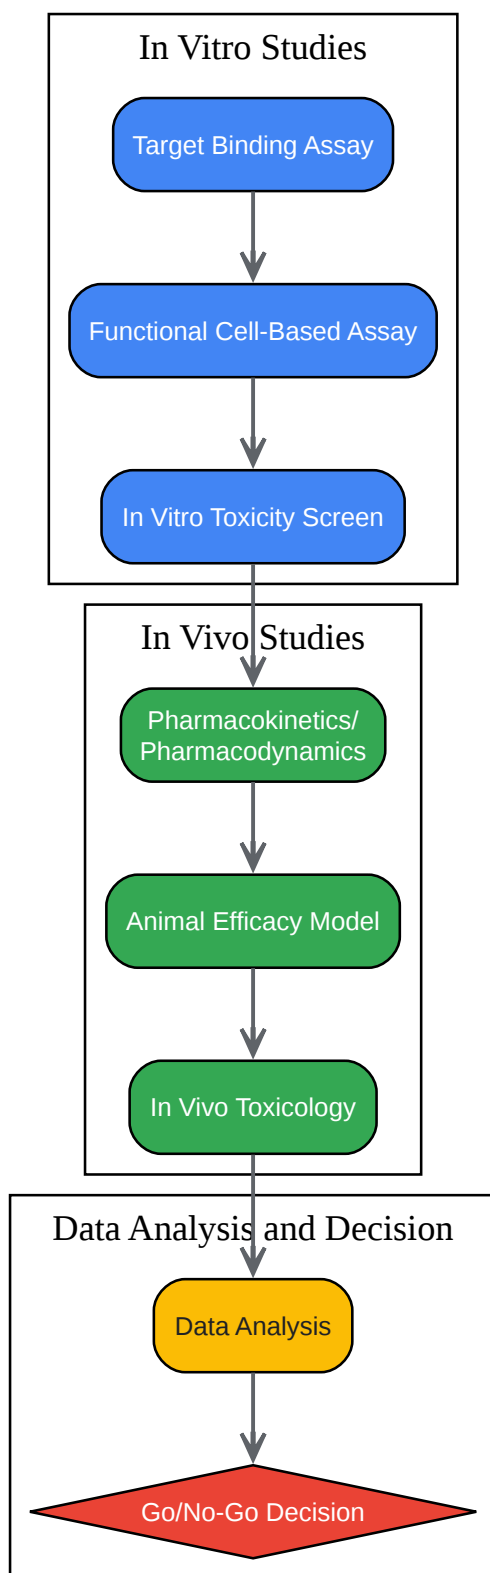 In Vitro Studies
Target Binding Assay
Functional Cell-Based Assay
In Vitro Toxicity Screen
In Vivo Studies
Pharmacokinetics/
Pharmacodynamics
Animal Efficacy Model
In Vivo Toxicology
Data Analysis and Decision
Data Analysis
Go/No-Go Decision